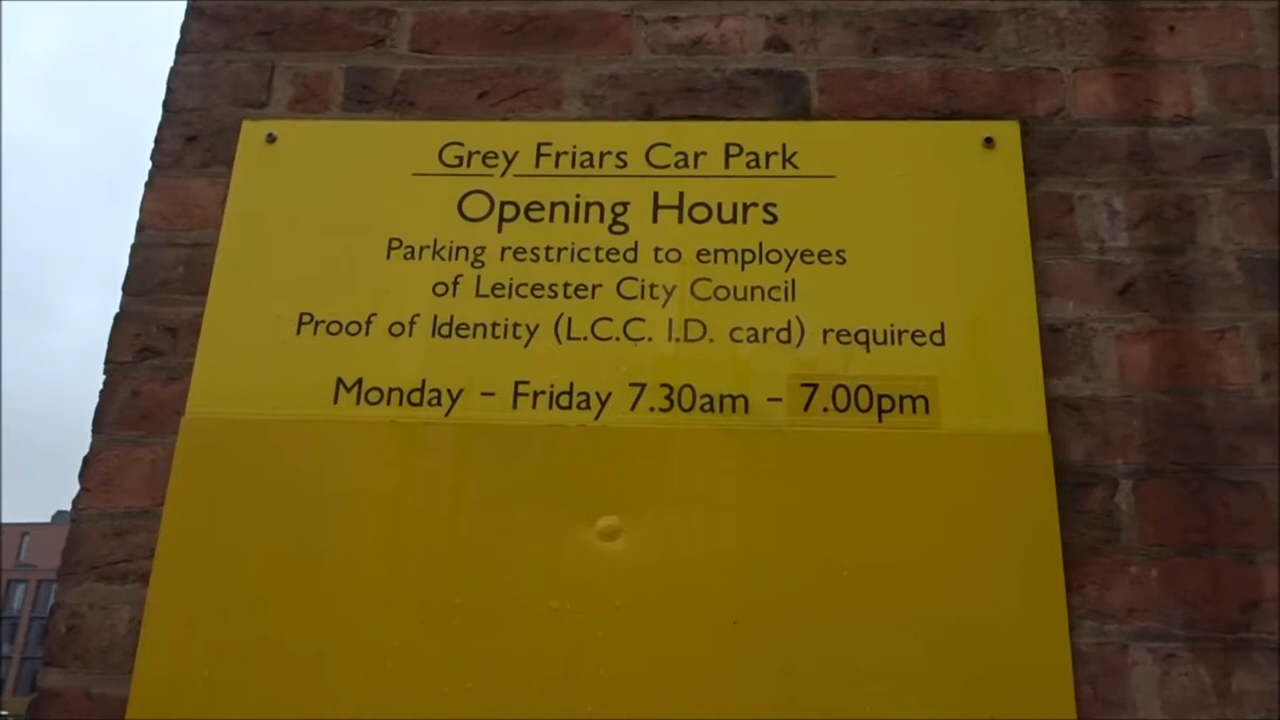 Grey Friars Car Park
Opening Hours
Parking restricted to employees
of Leicester City Council
Proof of Identity (L.C.C. I.D. card) required
Monday - Friday 7.30am - 7.00pm